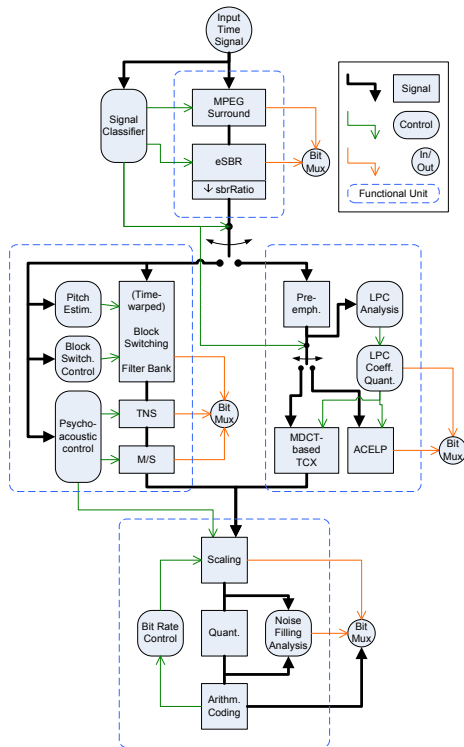 Input
Time
Signal
Signal
Classifier
MPEG
Surround
eSBR
↓ sbrRatio
Bit
Mux
Signal
Control
In/
Out
Functional Unit
Pitch
Estim.
Block
Switch.
Control
Psycho-
acoustic
control
(Time-
warped)
Block
Switching
Filter Bank
TNS
M/S
Bit
Mux
Pre-
emph.
LPC
Analysis
LPC
Coeff.
Quant.
MDCT-
based
TCX
ACELP
Bit
Mux
Scaling
Bit Rate
Control
Quant.
Noise
Filling
Analysis
Bit
Mux
Arithm.
Coding